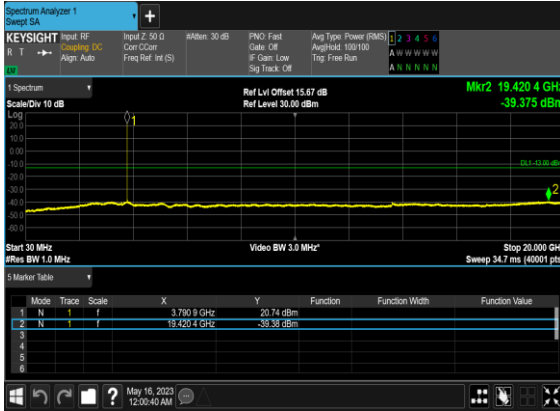 Spectrum Analyzer 1
Swept SA
+
KEYSIGHT Input: RF Input Z: 50 Ω #Atten: 30 dB PNO: Fast Avg Type: Power (RMS) 1 2 3 4 5 6
R T Coupling: DC Corr CCorr Gate: Off Avg|Hold: 100/100 A W W W W W
Align: Auto Freq Ref: Int (S) IF Gain: Low Trig: Free Run
Sig Track: Off A N N N N N
1 Spectrum Ref Lvl Offset 15.67 dB Mkr2 19.420 4 GHz
Scale/Div 10 dB Ref Level 30.00 dBm -39.375 dBm
Log
20.0
10.0
0.00
-10.0
DL1 -13.00 dBm
-20.0
-30.0
-40.0
-50.0
-60.0
1
2
Start 30 MHz Video BW 3.0 MHz* Stop 20.000 GH
#Res BW 1.0 MHz Sweep 34.7 ms (40001 pts
5 Marker Table
Mode Trace Scale X Y Function Function Width Function Value
1 N 1 f 3.790 9 GHz 20.74 dBm
2 N 1 f 19.420 4 GHz -39.38 dBm
3
4
5
6
? May 16, 2023
12:00:40 AM